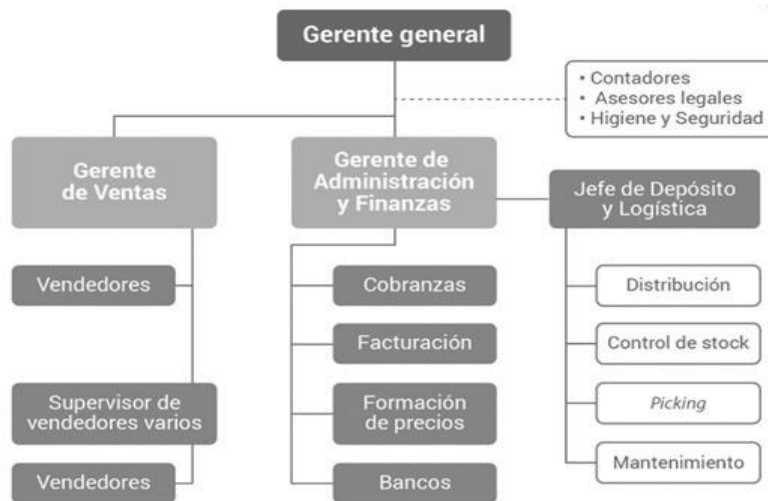 Gerente general
• Contadores
• Asesores legales
• Higiene y Seguridad
Gerente
de Ventas
Gerente de
Administración
y Finanzas
Jefe de Depósito
y Logística
Vendedores
Supervisor de
vendedores varios
Vendedores
Cobranzas
Facturación
Formación
de precios
Bancos
Distribución
Control de stock
Picking
Mantenimiento